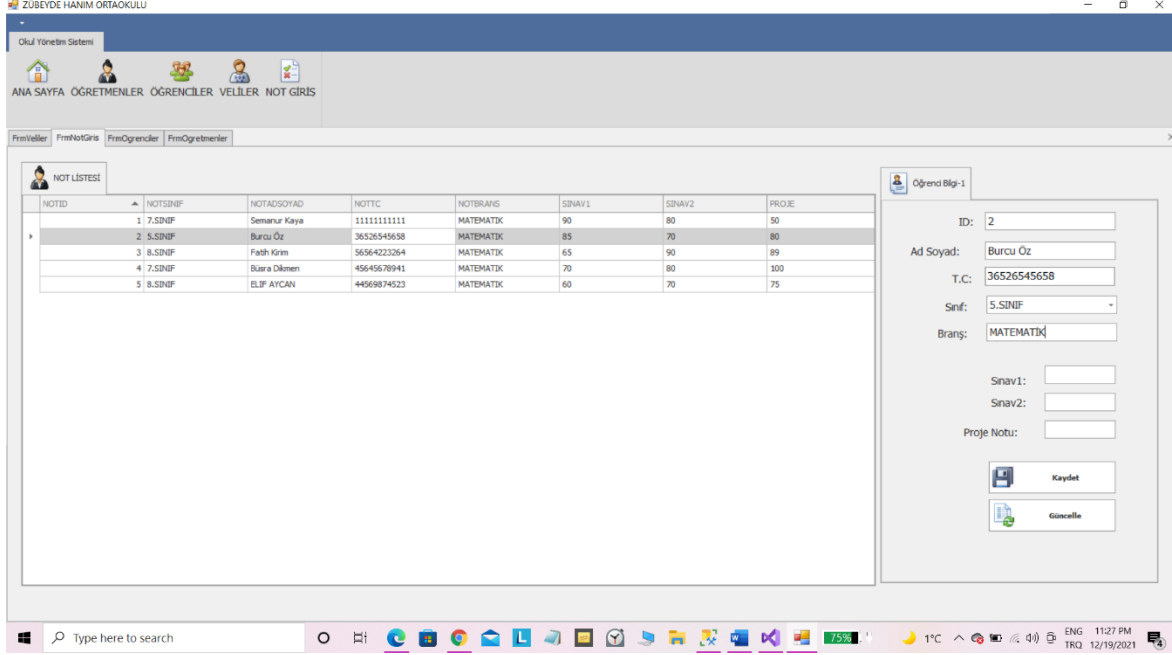 ZÜBEYDE HANIM ORTAOKULU
Okul Yönetim Sistemi
ANA SAYFA ÖĞRETMENLER ÖĞRENCİLER VELİLER NOT GİRİŞ
FrmVeliler FrmNotGiris FrmOgrenciler FrmOgretmenler
NOT LİSTESİ
NOTID NOTSINIF NOTADSOYAD NOTTC NOTBRANS SINAV1 SINAV2 PROJE
1 7.SINIF Semanur Kaya 11111111111 MATEMATIK 90 80 50
2 5.SINIF Burcu Öz 36526545658 MATEMATIK 85 70 80
3 8.SINIF Fatih Kirim 56564223264 MATEMATIK 65 90 89
4 7.SINIF Büsra Dikmen 45645678941 MATEMATIK 70 80 100
5 8.SINIF ELIF AYCAN 44569874523 MATEMATIK 60 70 75
Öğrenci Bilgi-1
ID: 2
Ad Soyad: Burcu Öz
T.C: 36526545658
Sınıf: 5.SINIF
Branş: MATEMATİK
Sınav1:
Sınav2:
Proje Notu:
Kaydet
Güncelle
Type here to search
75%
1°C
ENG 11:27 PM
TRQ 12/19/2021
4